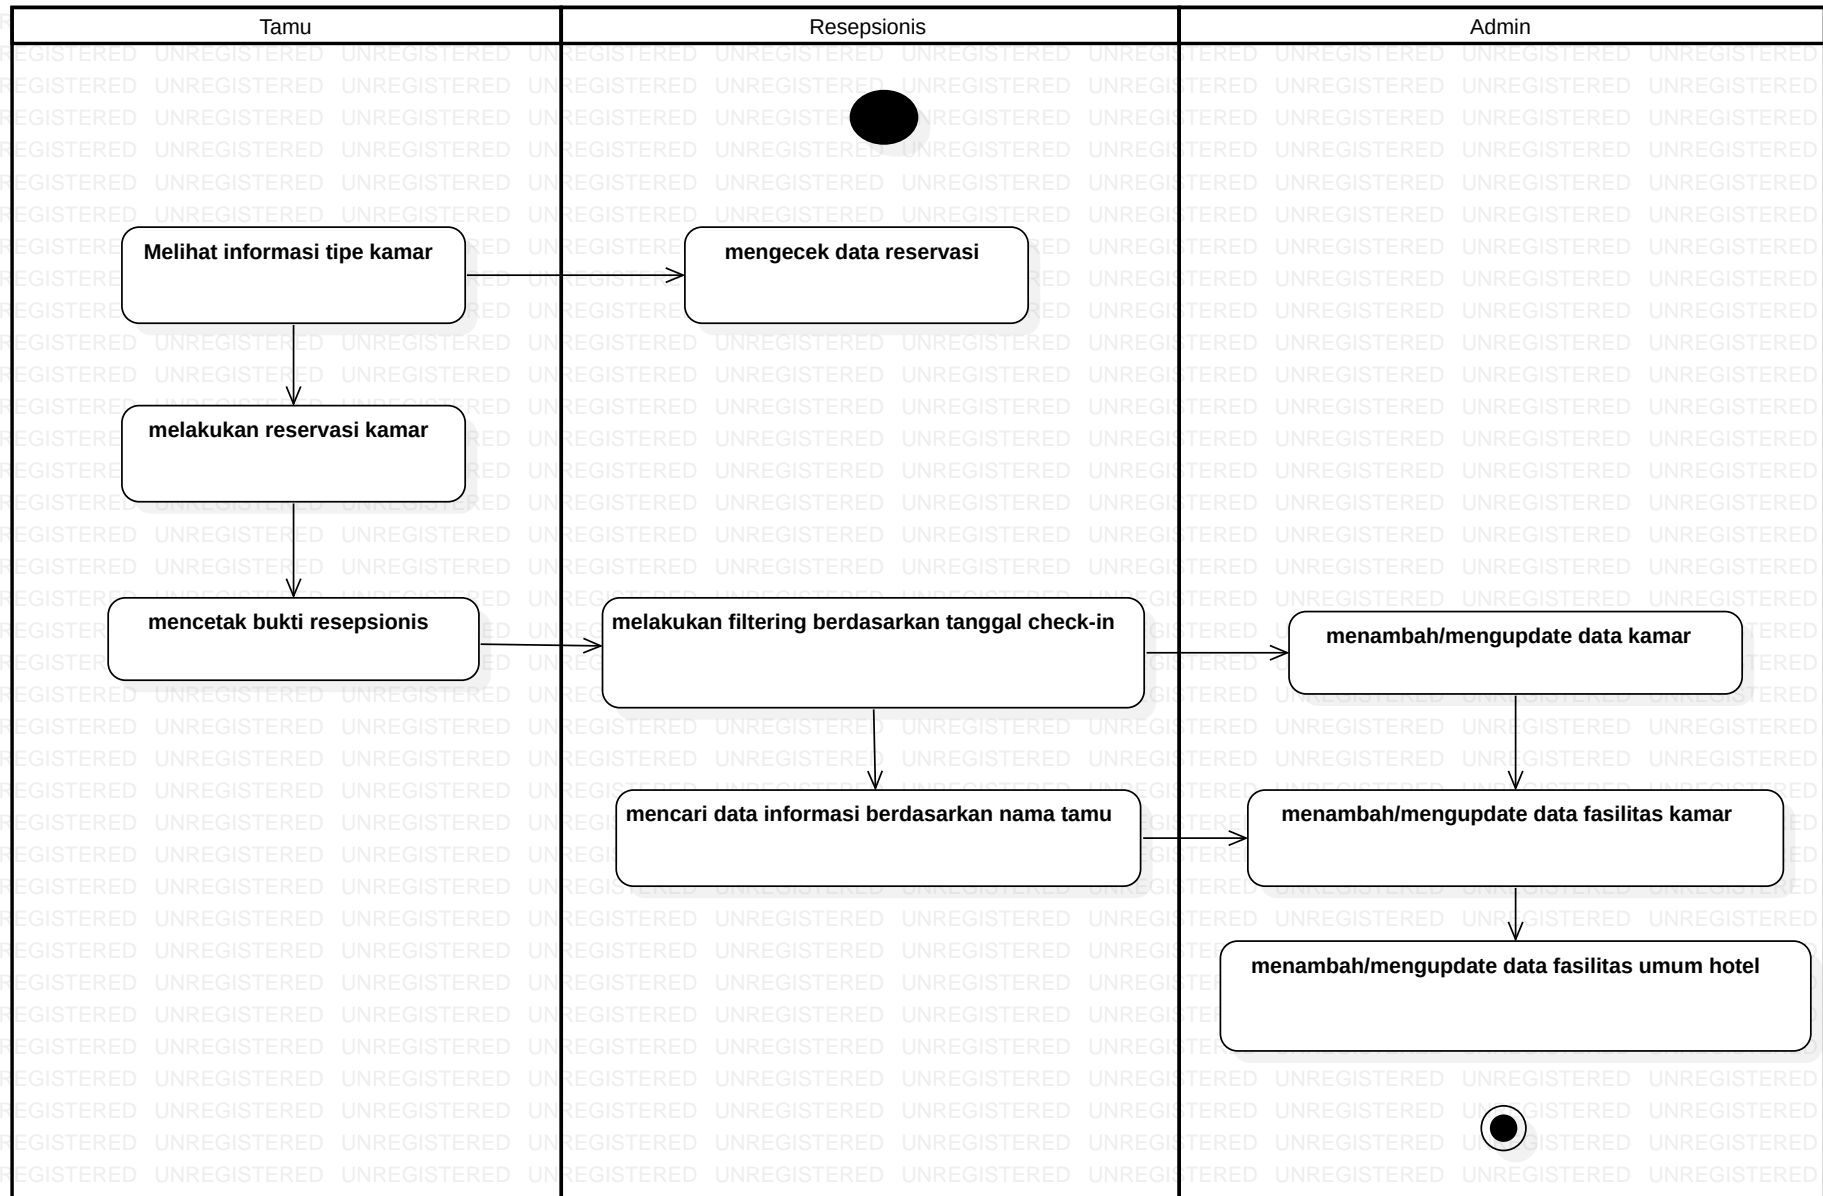 Tamu
Resepsionis
Admin
Melihat informasi tipe kamar
mengecek data reservasi
melakukan reservasi kamar
mencetak bukti resepsionis
melakukan filtering berdasarkan tanggal check-in
menambah/mengupdate data kamar
mencari data informasi berdasarkan nama tamu
menambah/mengupdate data fasilitas kamar
menambah/mengupdate data fasilitas umum hotel
UNREGISTERED